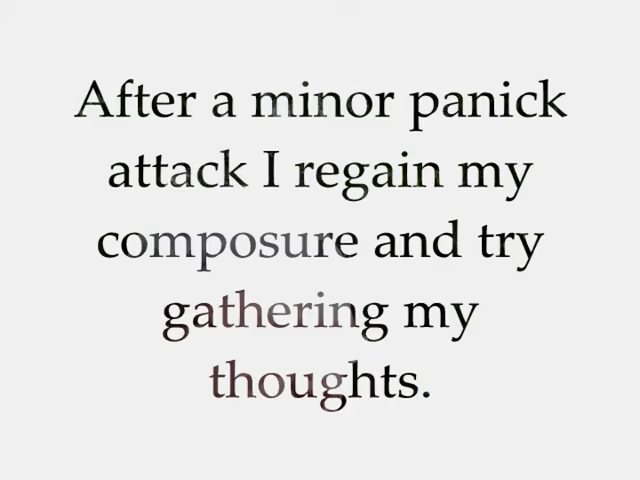 After a minor panick
attack I regain my
composure and try
gathering my
thoughts.